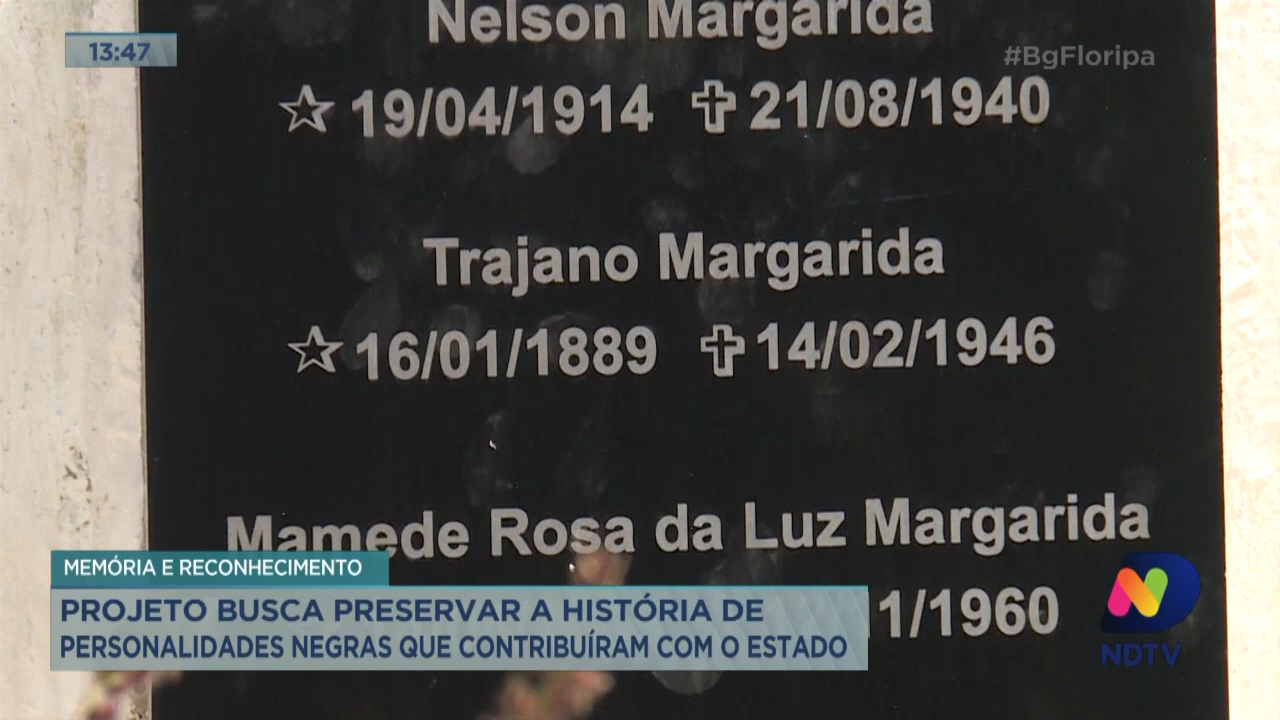 13:47
#BgFloripa
Nelson Margarida
☆ 19/04/1914 ✞ 21/08/1940
Trajano Margarida
☆ 16/01/1889 ✞ 14/02/1946
Mamede Rosa da Luz Margarida
11/1960
MEMÓRIA E RECONHECIMENTO
PROJETO BUSCA PRESERVAR A HISTÓRIA DE
PERSONALIDADES NEGRAS QUE CONTRIBUÍRAM COM O ESTADO
NDTV